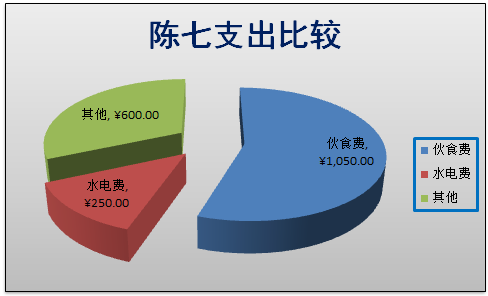 陈七支出比较
其他, ¥600.00
伙食费,
¥1,050.00
水电费,
¥250.00
伙食费
水电费
其他